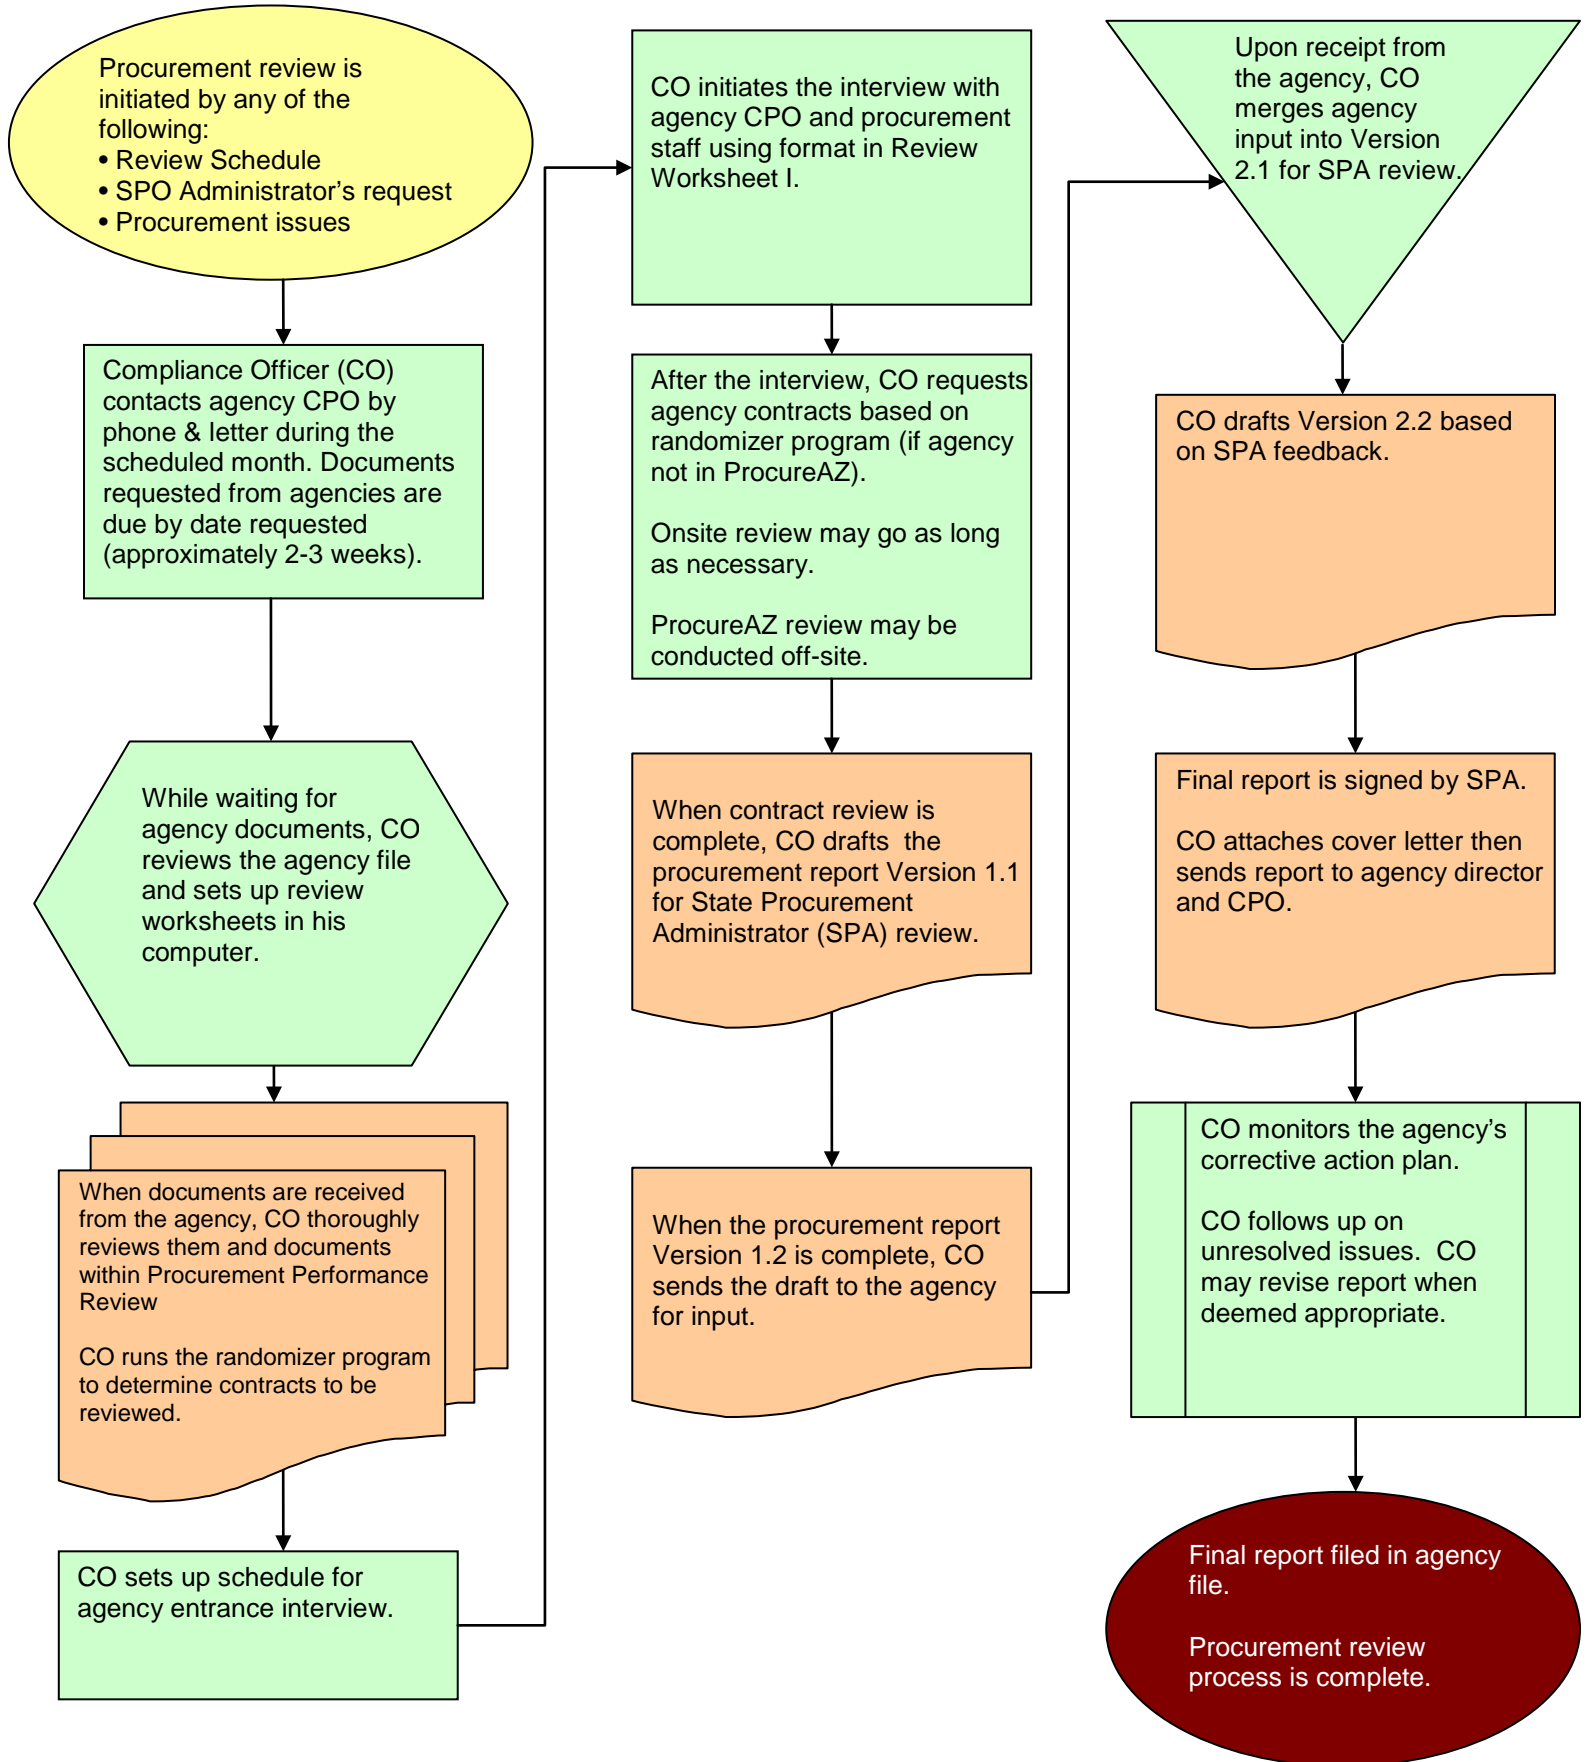 Procurement review is
initiated by any of the
following:
• Review Schedule
• SPO Administrator’s request
• Procurement issues
Compliance Officer (CO)
contacts agency CPO by
phone & letter during the
scheduled month. Documents
requested from agencies are
due by date requested
(approximately 2-3 weeks).
While waiting for
agency documents, CO
reviews the agency file
and sets up review
worksheets in his
computer.
When documents are received
from the agency, CO thoroughly
reviews them and documents
within Procurement Performance
Review
CO runs the randomizer program
to determine contracts to be
reviewed.
CO sets up schedule for
agency entrance interview.
CO initiates the interview with
agency CPO and procurement
staff using format in Review
Worksheet I.
After the interview, CO requests
agency contracts based on
randomizer program (if agency
not in ProcureAZ).
Onsite review may go as long
as necessary.
ProcureAZ review may be
conducted off-site.
When contract review is
complete, CO drafts  the
procurement report Version 1.1
for State Procurement
Administrator (SPA) review.
When the procurement report
Version 1.2 is complete, CO
sends the draft to the agency
for input.
Upon receipt from
the agency, CO
merges agency
input into Version
2.1 for SPA review.
CO drafts Version 2.2 based
on SPA feedback.
Final report is signed by SPA.
CO attaches cover letter then
sends report to agency director
and CPO.
CO monitors the agency’s
corrective action plan.
CO follows up on
unresolved issues.  CO
may revise report when
deemed appropriate.
Final report filed in agency
file.
Procurement review
process is complete.